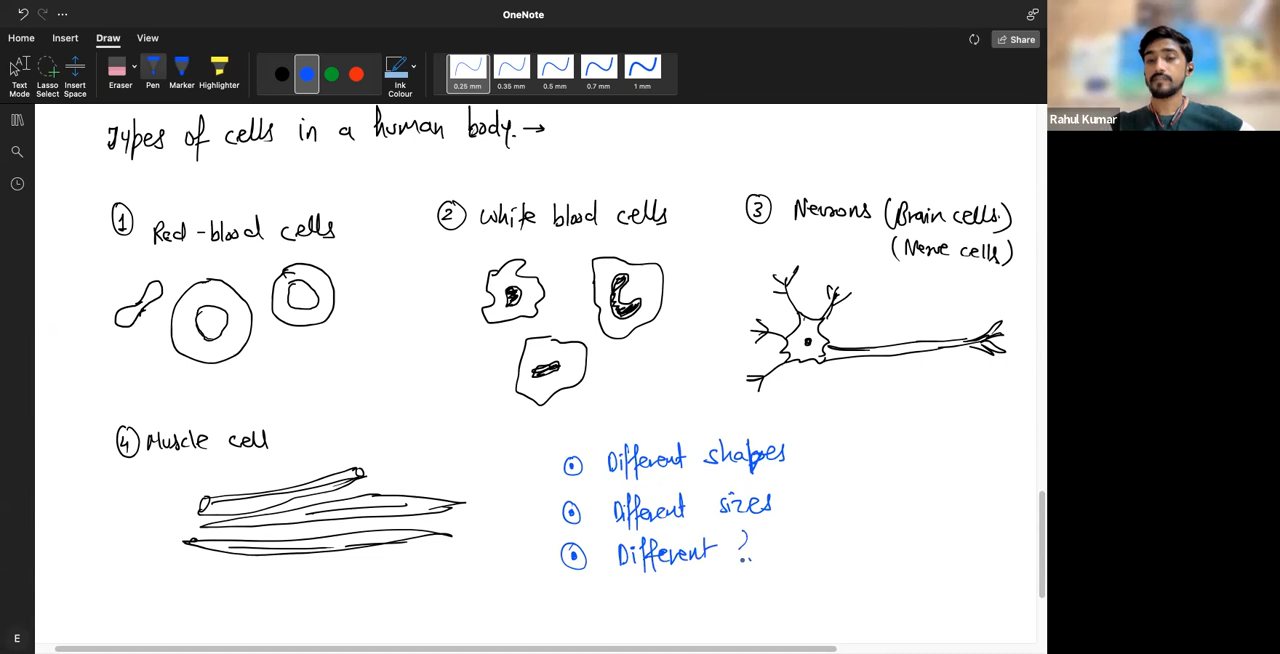 OneNote
Home Insert Draw View
Share
Text Mode
Lasso Select
Insert Space
Eraser
Pen
Marker
Highlighter
Ink Colour
0.25 mm
0.35 mm
0.5 mm
0.7 mm
1 mm
Rahul Kumar
Types of cells in a human body. →
① Red-blood cells
② White blood cells
③ Neurons (Brain cells.)
(Nerve cells)
④ Muscle cell
Different shapes
Different sizes
Different ?
E